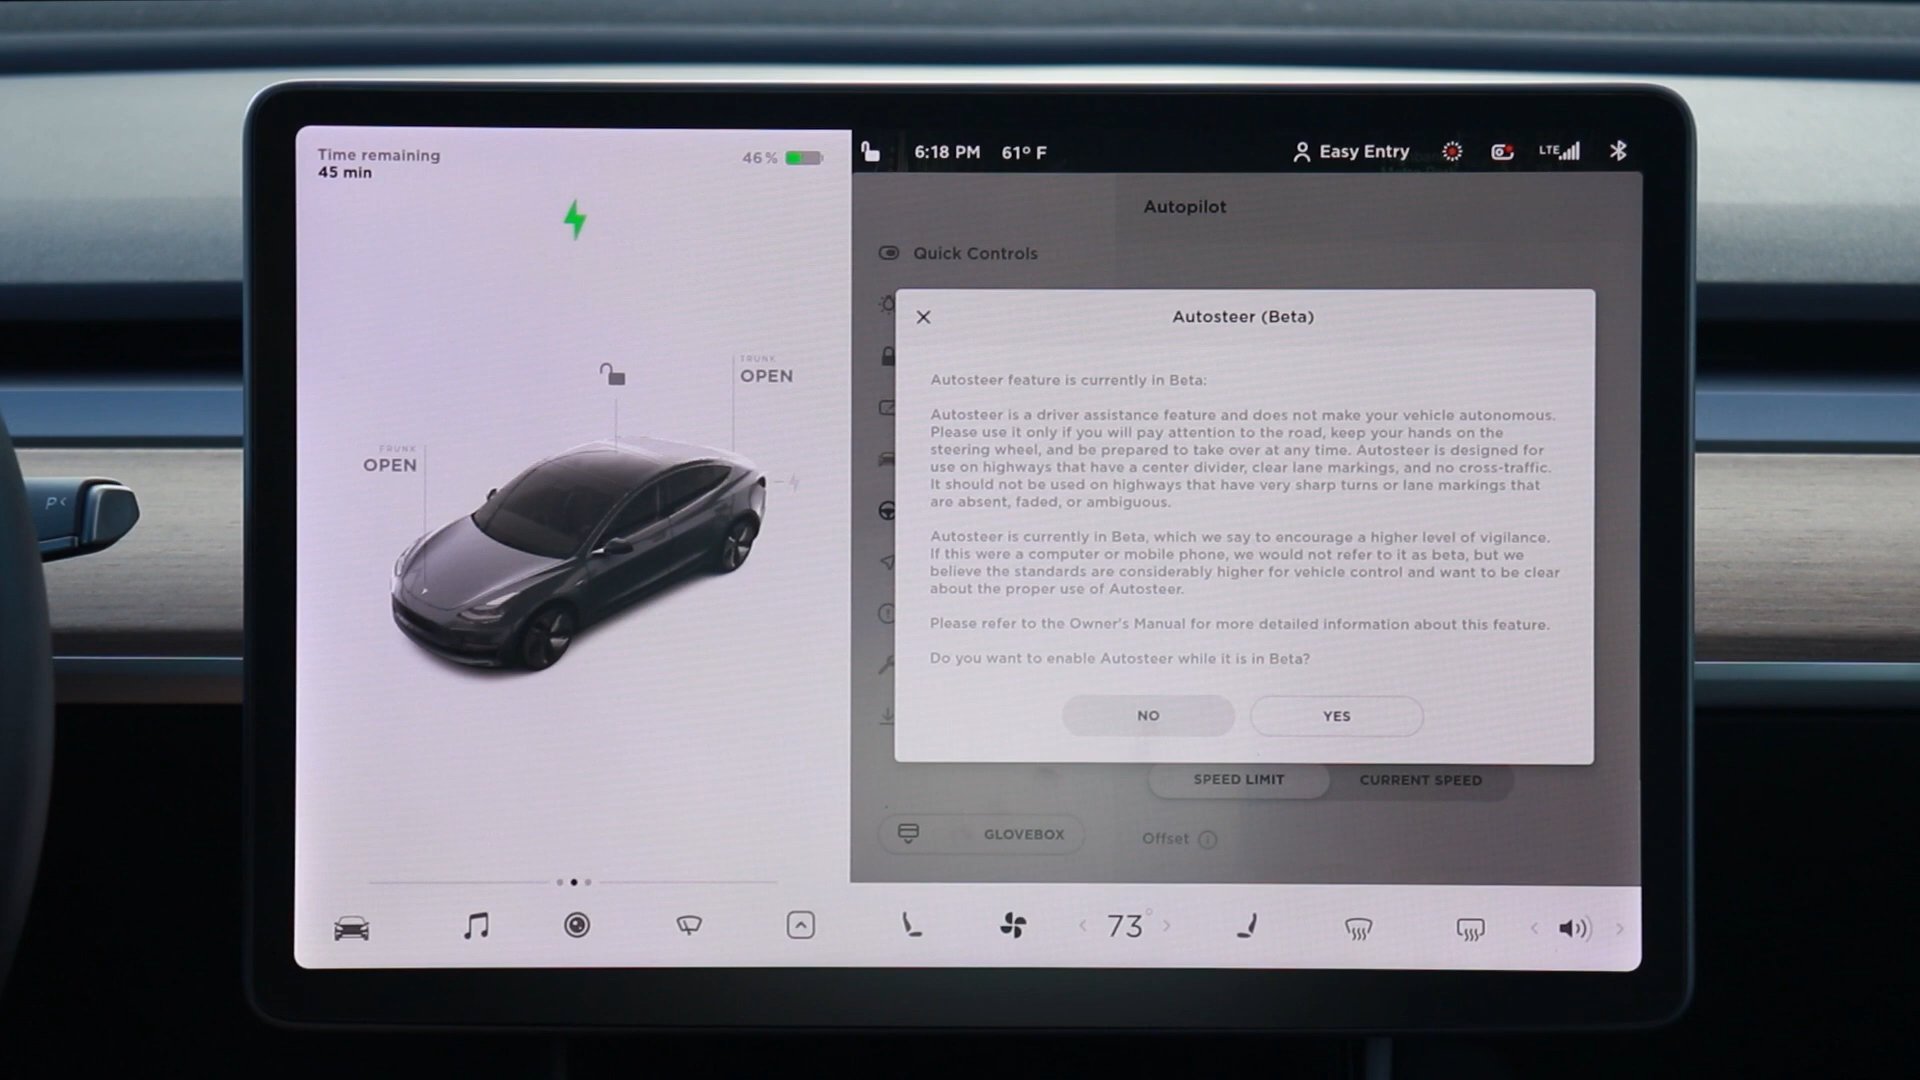 Time remaining
45 min
46%
6:18 PM 61° F
Easy Entry
LTE
Autopilot
Quick Controls
Autosteer (Beta)
Autosteer feature is currently in Beta:
Autosteer is a driver assistance feature and does not make your vehicle autonomous.
Please use it only if you will pay attention to the road, keep your hands on the
steering wheel, and be prepared to take over at any time. Autosteer is designed for
use on highways that have a center divider, clear lane markings, and no cross-traffic.
It should not be used on highways that have very sharp turns or lane markings that
are absent, faded, or ambiguous.
Autosteer is currently in Beta, which we say to encourage a higher level of vigilance.
If this were a computer or mobile phone, we would not refer to it as beta, but we
believe the standards are considerably higher for vehicle control and want to be clear
about the proper use of Autosteer.
Please refer to the Owner's Manual for more detailed information about this feature.
Do you want to enable Autosteer while it is in Beta?
NO YES
TRUNK
OPEN
FRUNK
OPEN
P
SPEED LIMIT CURRENT SPEED
GLOVEBOX
Offset
73°